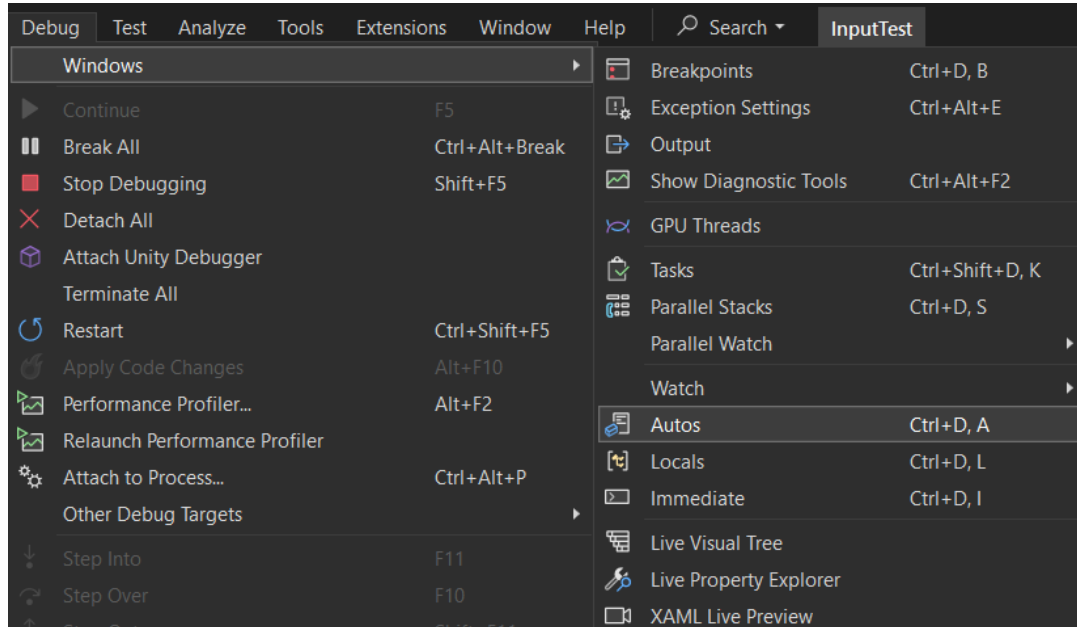 Debug Test Analyze Tools Extensions Window Help Search InputTest
Windows
Continue F5
Break All Ctrl+Alt+Break
Stop Debugging Shift+F5
Detach All
Attach Unity Debugger
Terminate All
Restart Ctrl+Shift+F5
Apply Code Changes Alt+F10
Performance Profiler... Alt+F2
Relaunch Performance Profiler
Attach to Process... Ctrl+Alt+P
Other Debug Targets
Step Into F11
Step Over F10
Breakpoints Ctrl+D, B
Exception Settings Ctrl+Alt+E
Output
Show Diagnostic Tools Ctrl+Alt+F2
GPU Threads
Tasks Ctrl+Shift+D, K
Parallel Stacks Ctrl+D, S
Parallel Watch
Watch
Autos Ctrl+D, A
Locals Ctrl+D, L
Immediate Ctrl+D, I
Live Visual Tree
Live Property Explorer
XAML Live Preview